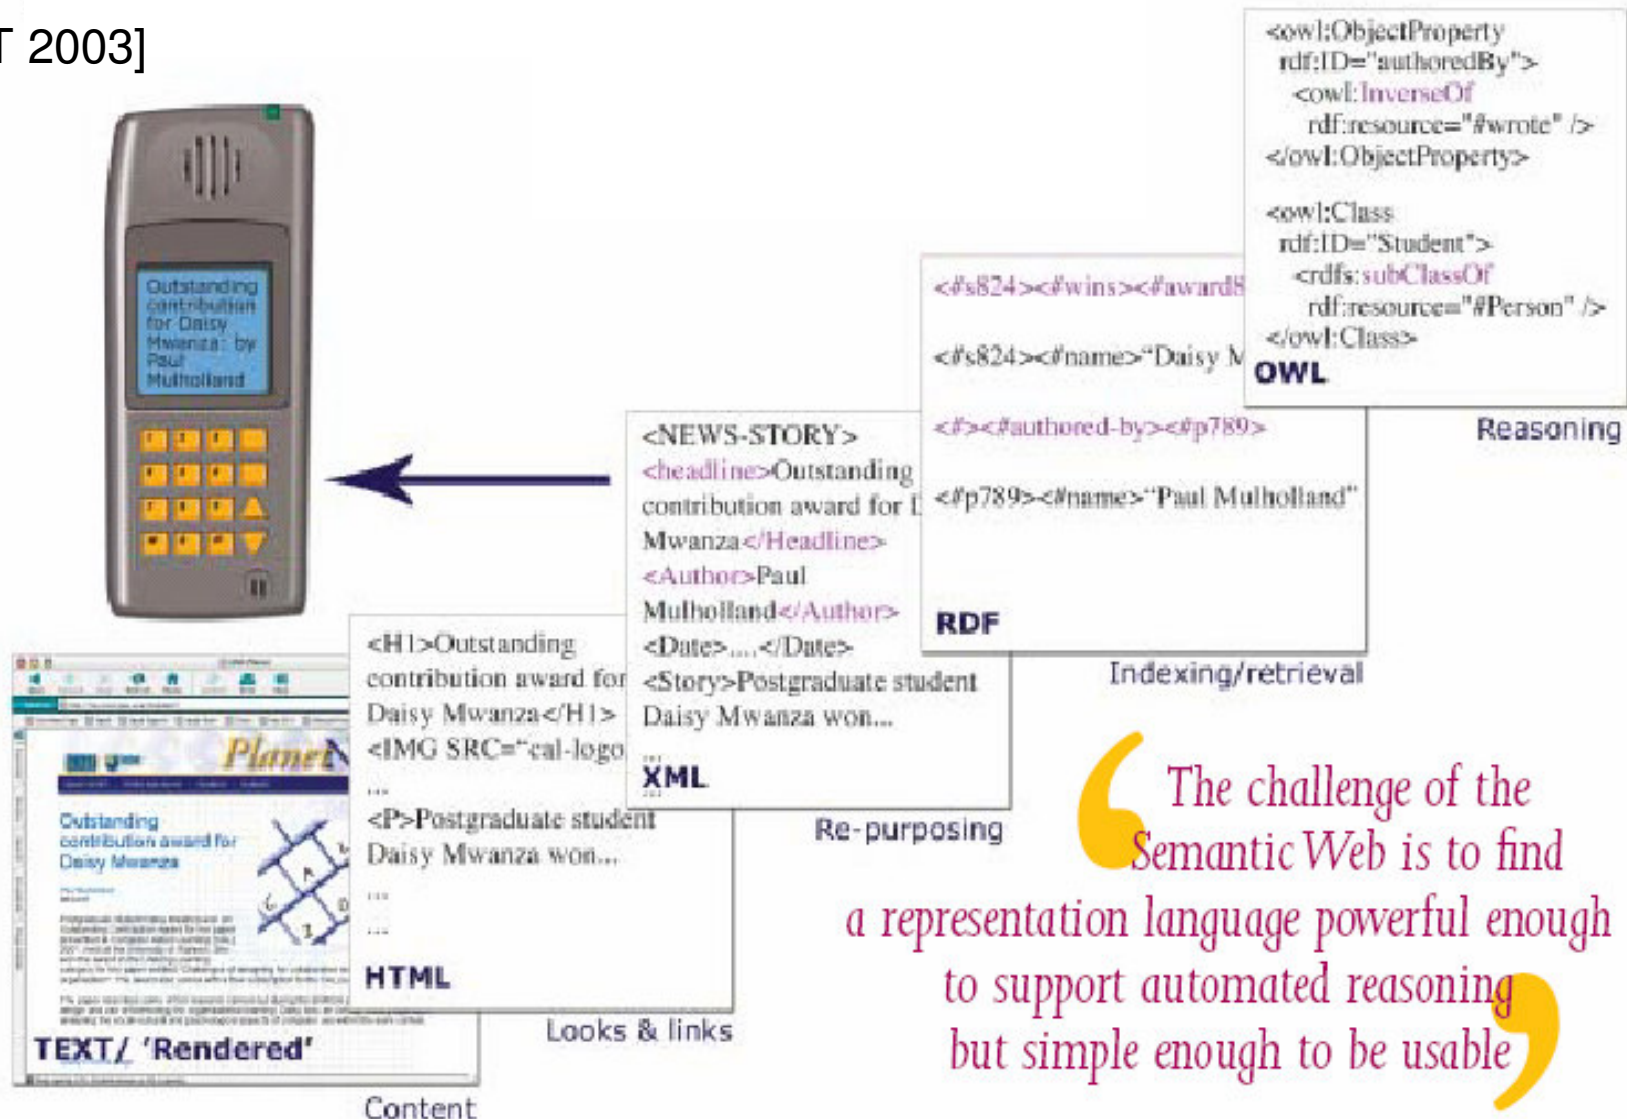 T 2003]
Outstanding
contribution
for Daisy
Mwanza: by
Paul
Mulholland
Outstanding
contribution award for
Daisy Mwanza
TEXT/ 'Rendered'
Content
<H1>Outstanding
contribution award for
Daisy Mwanza</H1>
<IMG SRC="cal-logo
...
<P>Postgraduate student
Daisy Mwanza won...
...
...
HTML
Looks & links
<NEWS-STORY>
<headline>Outstanding
contribution award for D
Mwanza</Headline>
<Author>Paul
Mulholland</Author>
<Date>....</Date>
<Story>Postgraduate student
Daisy Mwanza won...
...
XML
...
Re-purposing
<#s824><#wins><#award8
<#s824><#name>“Daisy M
<#><#authored-by><#p789>
<#p789><#name>“Paul Mulholland”
RDF
Indexing/retrieval
<owl:ObjectProperty
rdf:ID="authoredBy">
<owl:InverseOf
rdf:resource="#wrote" />
</owl:ObjectProperty>
<owl:Class
rdf:ID="Student">
<rdfs:subClassOf
rdf:resource="#Person" />
</owl:Class>
OWL
Reasoning
‘The challenge of the
Semantic Web is to find
a representation language powerful enough
to support automated reasoning
but simple enough to be usable’